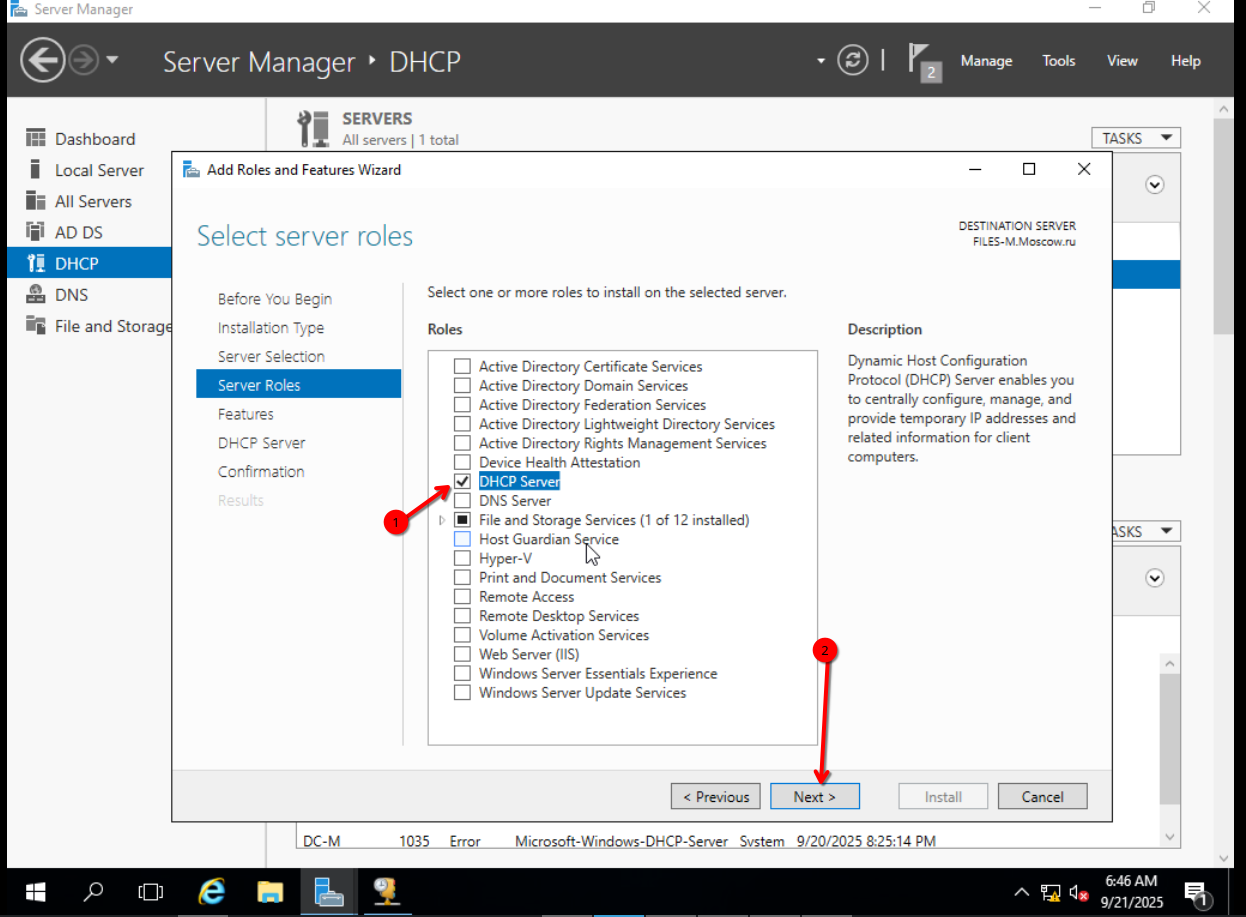 Server Manager
Server Manager • DHCP
2
Manage
Tools
View
Help
Dashboard
Local Server
All Servers
AD DS
DHCP
DNS
File and Storage
SERVERS
All servers | 1 total
TASKS
Add Roles and Features Wizard
Select server roles
DESTINATION SERVER
FILES-M.Moscow.ru
Before You Begin
Installation Type
Server Selection
Server Roles
Features
DHCP Server
Confirmation
Results
Select one or more roles to install on the selected server.
Roles
Active Directory Certificate Services
Active Directory Domain Services
Active Directory Federation Services
Active Directory Lightweight Directory Services
Active Directory Rights Management Services
Device Health Attestation
DHCP Server
1
DNS Server
File and Storage Services (1 of 12 installed)
Host Guardian Service
Hyper-V
Print and Document Services
Remote Access
Remote Desktop Services
Volume Activation Services
Web Server (IIS)
Windows Server Essentials Experience
Windows Server Update Services
2
Description
Dynamic Host Configuration
Protocol (DHCP) Server enables you
to centrally configure, manage, and
provide temporary IP addresses and
related information for client
computers.
ASKS
< Previous
Next >
Install
Cancel
DC-M 1035 Error Microsoft-Windows-DHCP-Server System 9/20/2025 8:25:14 PM
6:46 AM
9/21/2025
1